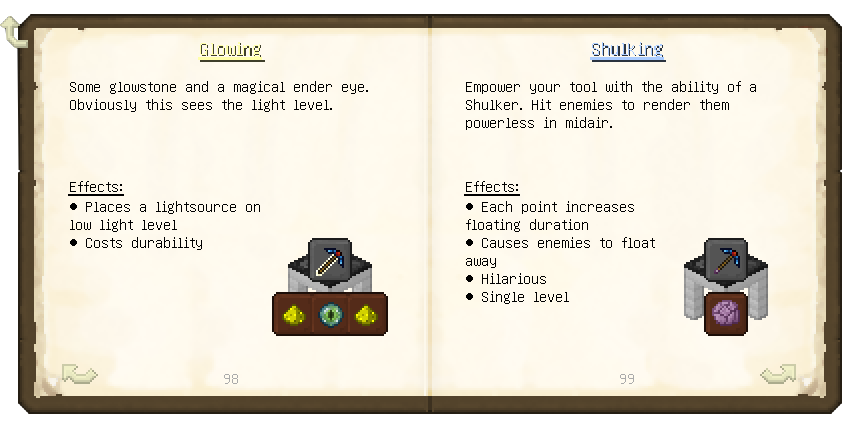 Glowing
Some glowstone and a magical ender eye.
Obviously this sees the light level.
Effects:
● Places a lightsource on
low light level
● Costs durability
98
Shulking
Empower your tool with the ability of a
Shulker. Hit enemies to render them
powerless in midair.
Effects:
● Each point increases
floating duration
● Causes enemies to float
away
● Hilarious
● Single level
99